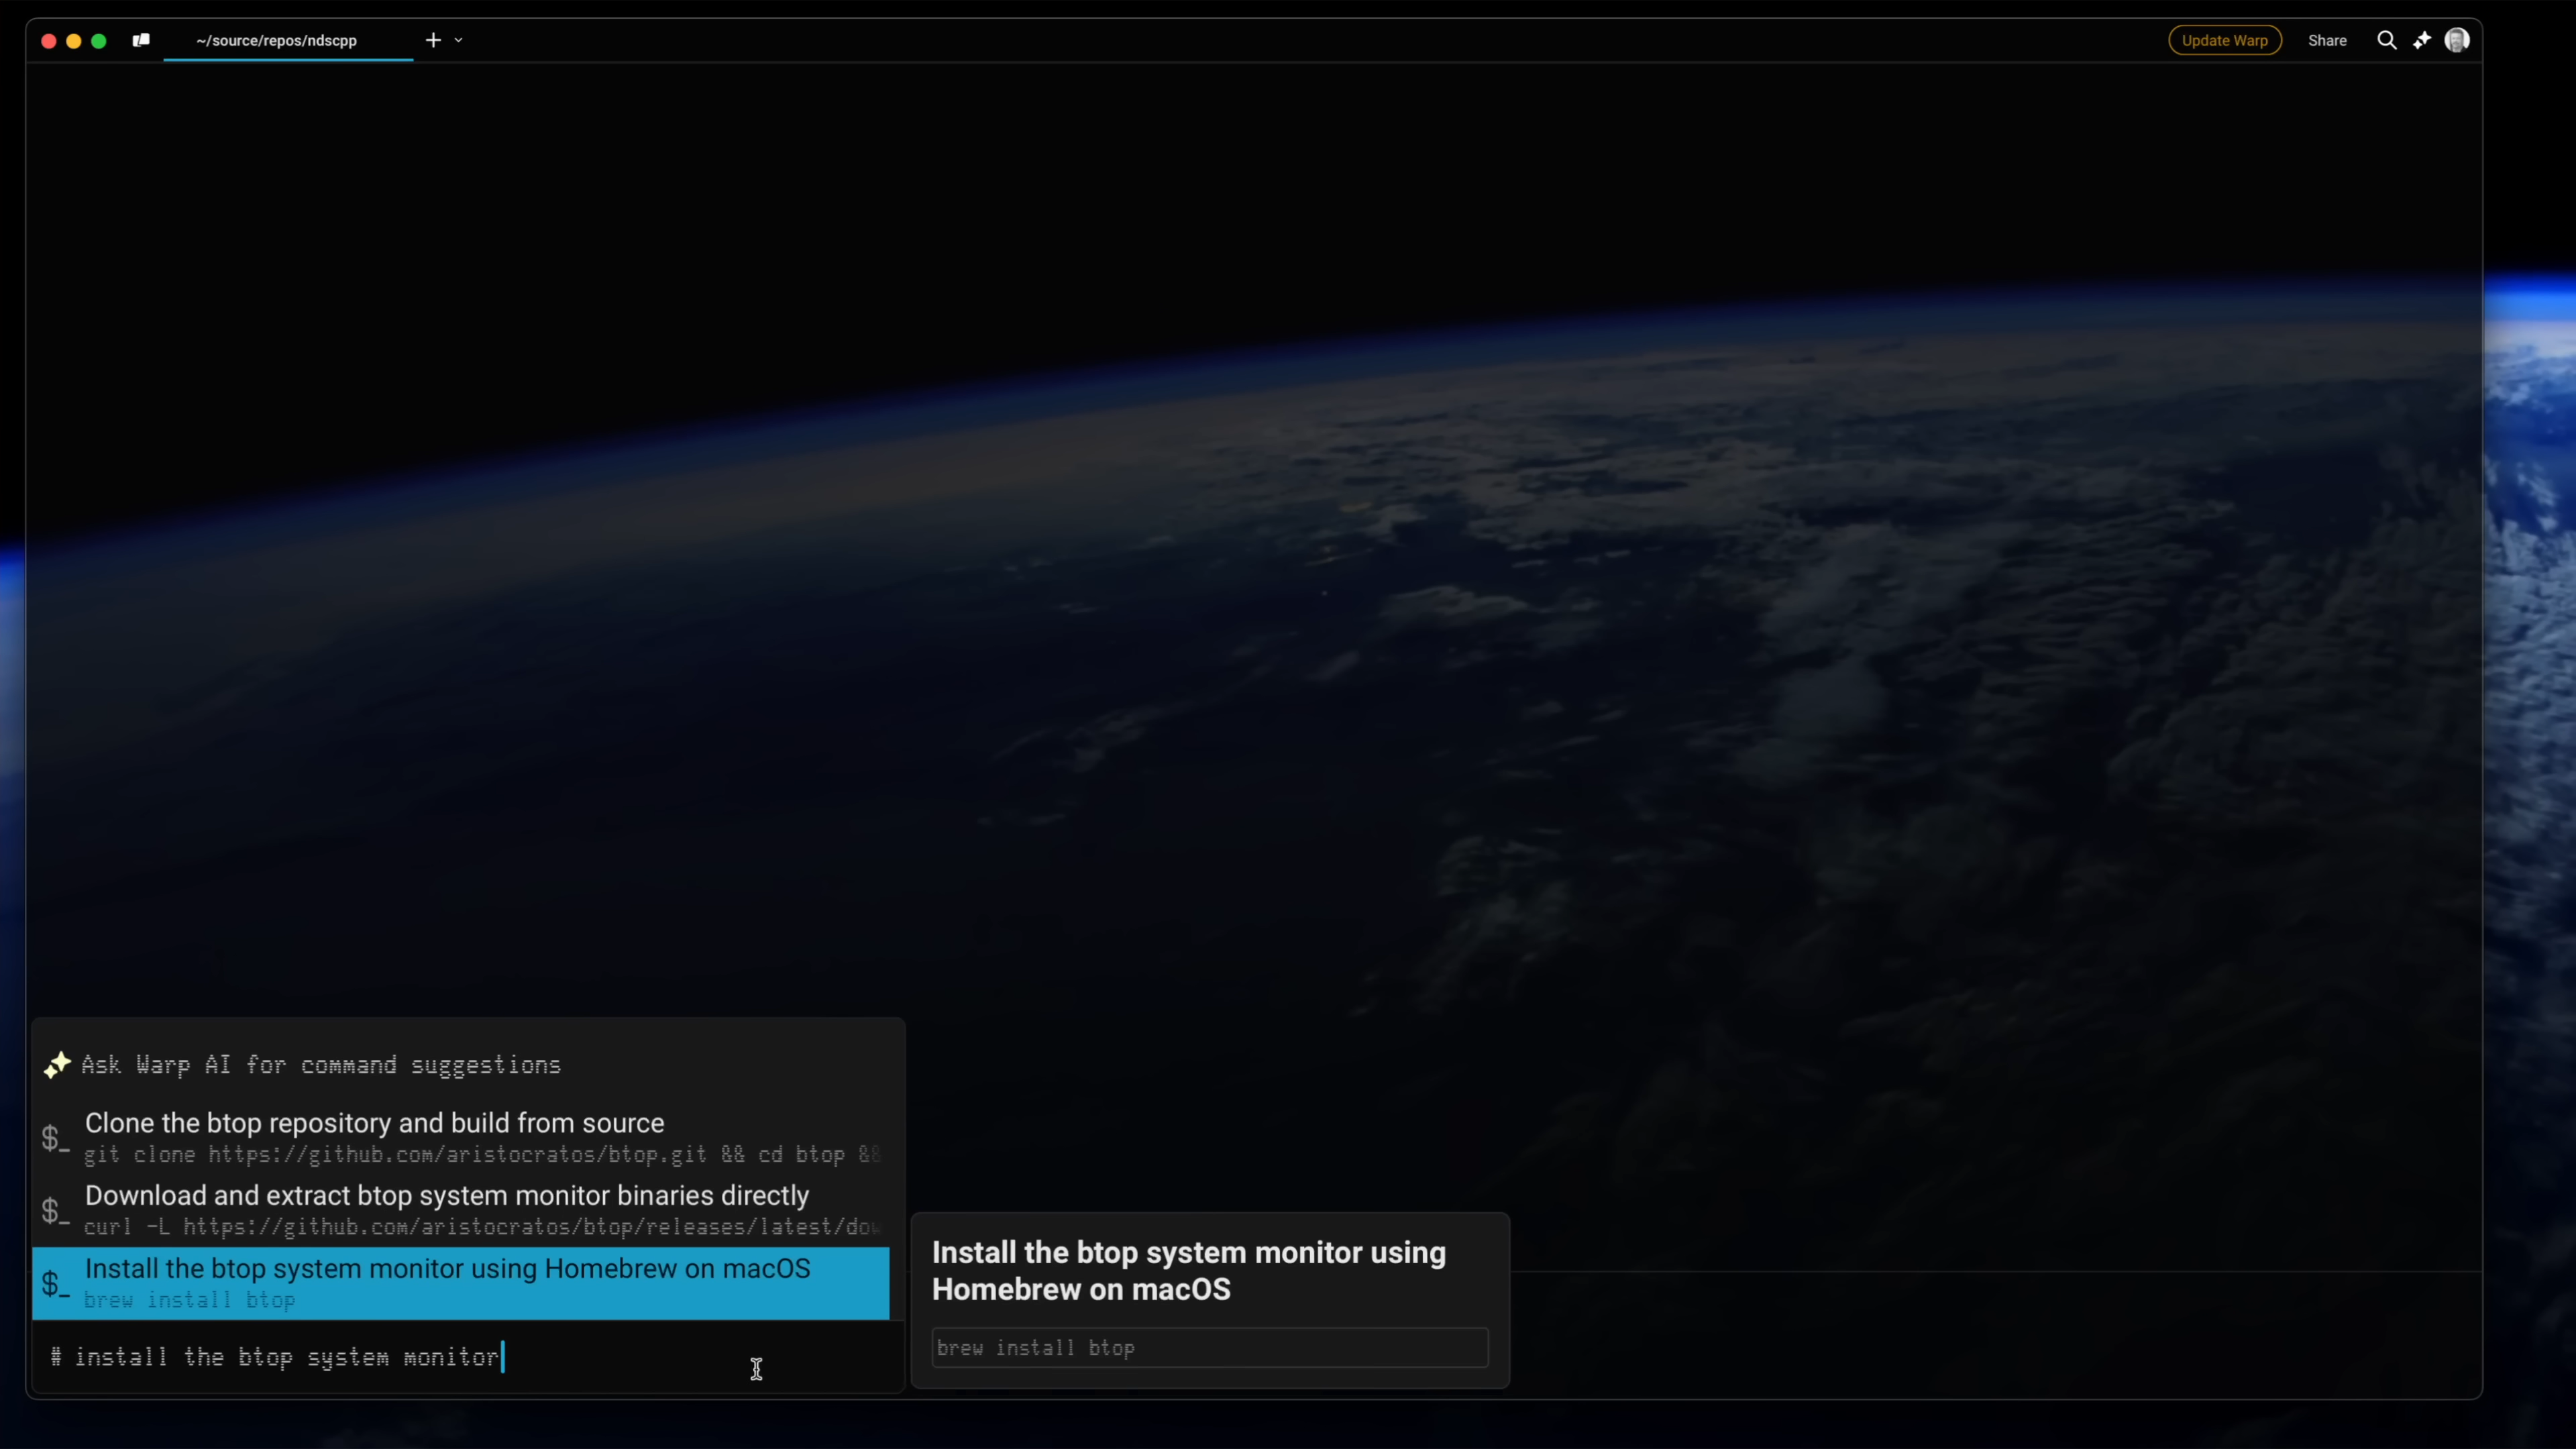 ~/source/repos/ndscpp
Update Warp
Share
Ask Warp AI for command suggestions
$_ Clone the btop repository and build from source
git clone https://github.com/aristocratos/btop.git && cd btop &&
$_ Download and extract btop system monitor binaries directly
curl -L https://github.com/aristocratos/btop/releases/latest/dow
$_ Install the btop system monitor using Homebrew on macOS
brew install btop
# install the btop system monitor
Install the btop system monitor using
Homebrew on macOS
brew install btop